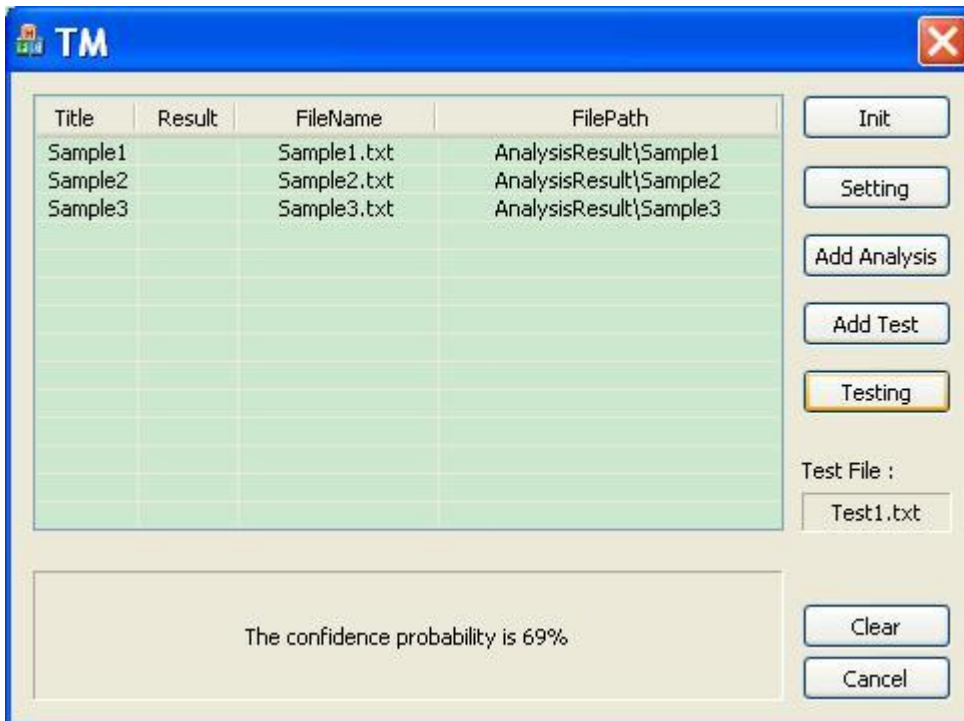 TM
Title Result FileName FilePath
Sample1 Sample1.txt AnalysisResult\Sample1
Sample2 Sample2.txt AnalysisResult\Sample2
Sample3 Sample3.txt AnalysisResult\Sample3
Init
Setting
Add Analysis
Add Test
Testing
Test File :
Test1.txt
The confidence probability is 69%
Clear
Cancel